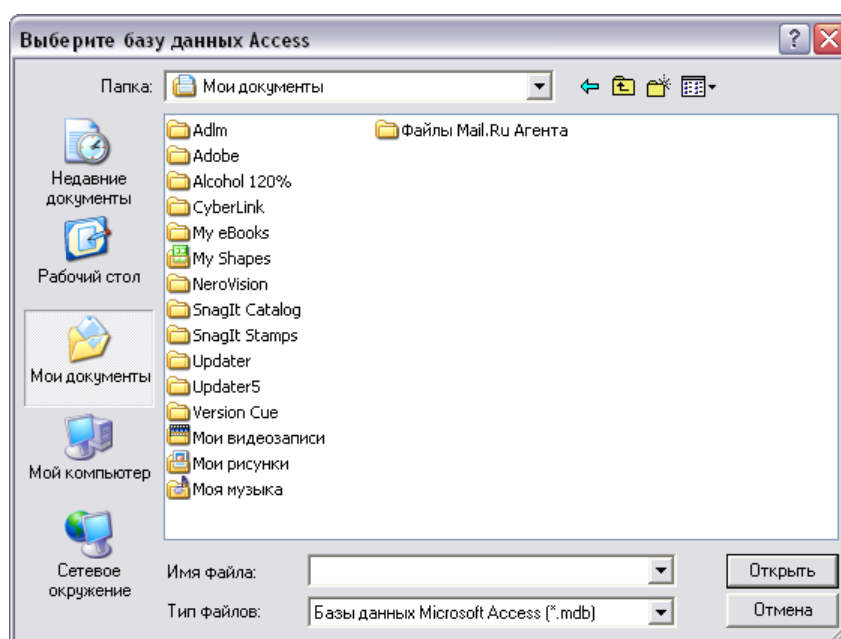 Выберите базу данных Access
Папка: Мои документы
Недавние документы
Рабочий стол
Мои документы
Мой компьютер
Сетевое окружение
Adlm
Adobe
Alcohol 120%
CyberLink
My eBooks
My Shapes
NeroVision
SnagIt Catalog
SnagIt Stamps
Updater
Updater5
Version Cue
Мои видеозаписи
Мои рисунки
Моя музыка
Файлы Mail.Ru Агента
Имя файла:
Открыть
Тип файлов: Базы данных Microsoft Access (*.mdb)
Отмена